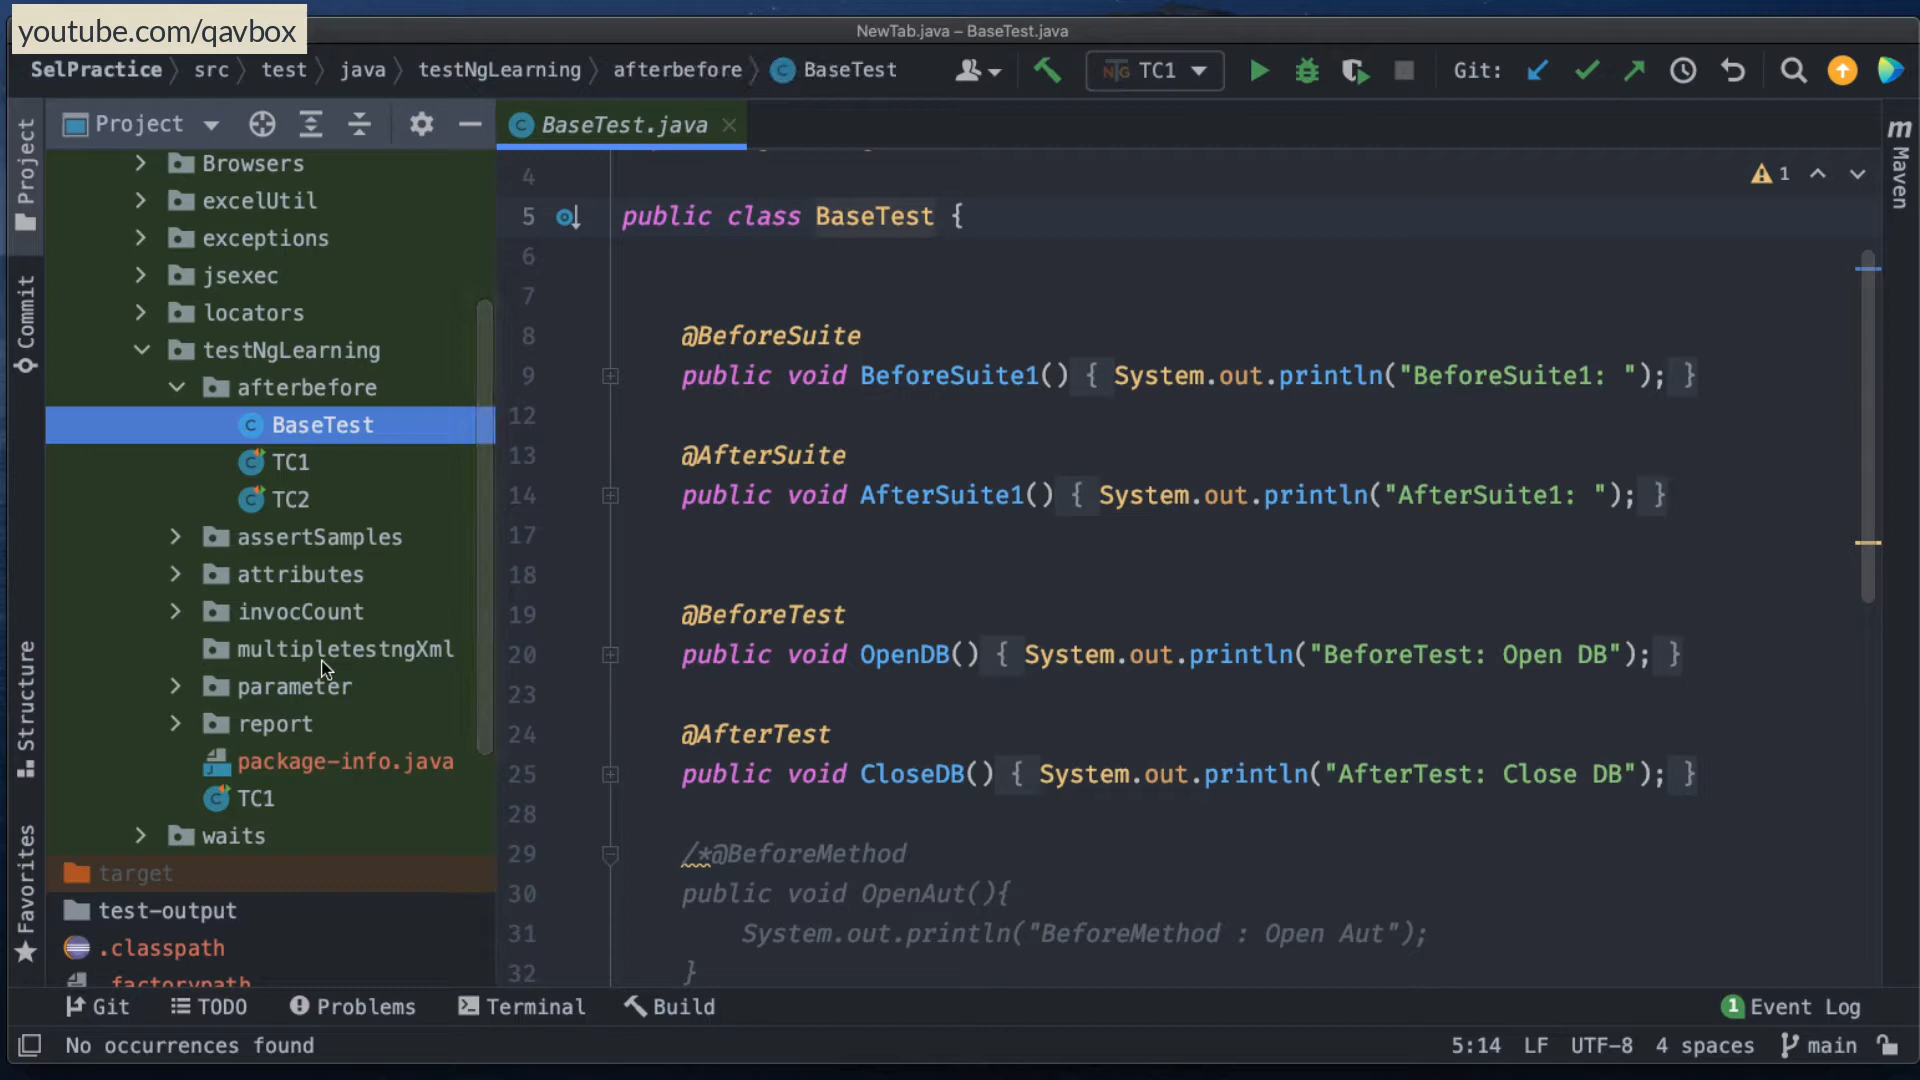 youtube.com/qavbox
NewTab.java – BaseTest.java
SelPractice src test java testNgLearning afterbefore BaseTest TC1 Git:
Project
BaseTest.java
Project
Commit
Structure
Favorites
Browsers
excelUtil
exceptions
jsexec
locators
testNgLearning
afterbefore
BaseTest
TC1
TC2
assertSamples
attributes
invocCount
multipletestngXml
parameter
report
package-info.java
TC1
waits
target
test-output
.classpath
.factorypath
4
5 public class BaseTest {
6
7
8 @BeforeSuite
9 public void BeforeSuite1() { System.out.println("BeforeSuite1: "); }
12
13 @AfterSuite
14 public void AfterSuite1() { System.out.println("AfterSuite1: "); }
17
18
19 @BeforeTest
20 public void OpenDB() { System.out.println("BeforeTest: Open DB"); }
23
24 @AfterTest
25 public void CloseDB() { System.out.println("AfterTest: Close DB"); }
28
29 /*@BeforeMethod
30 public void OpenAut(){
31 System.out.println("BeforeMethod : Open Aut");
32 }
1
m Maven
Git TODO Problems Terminal Build 1 Event Log
No occurrences found 5:14 LF UTF-8 4 spaces main